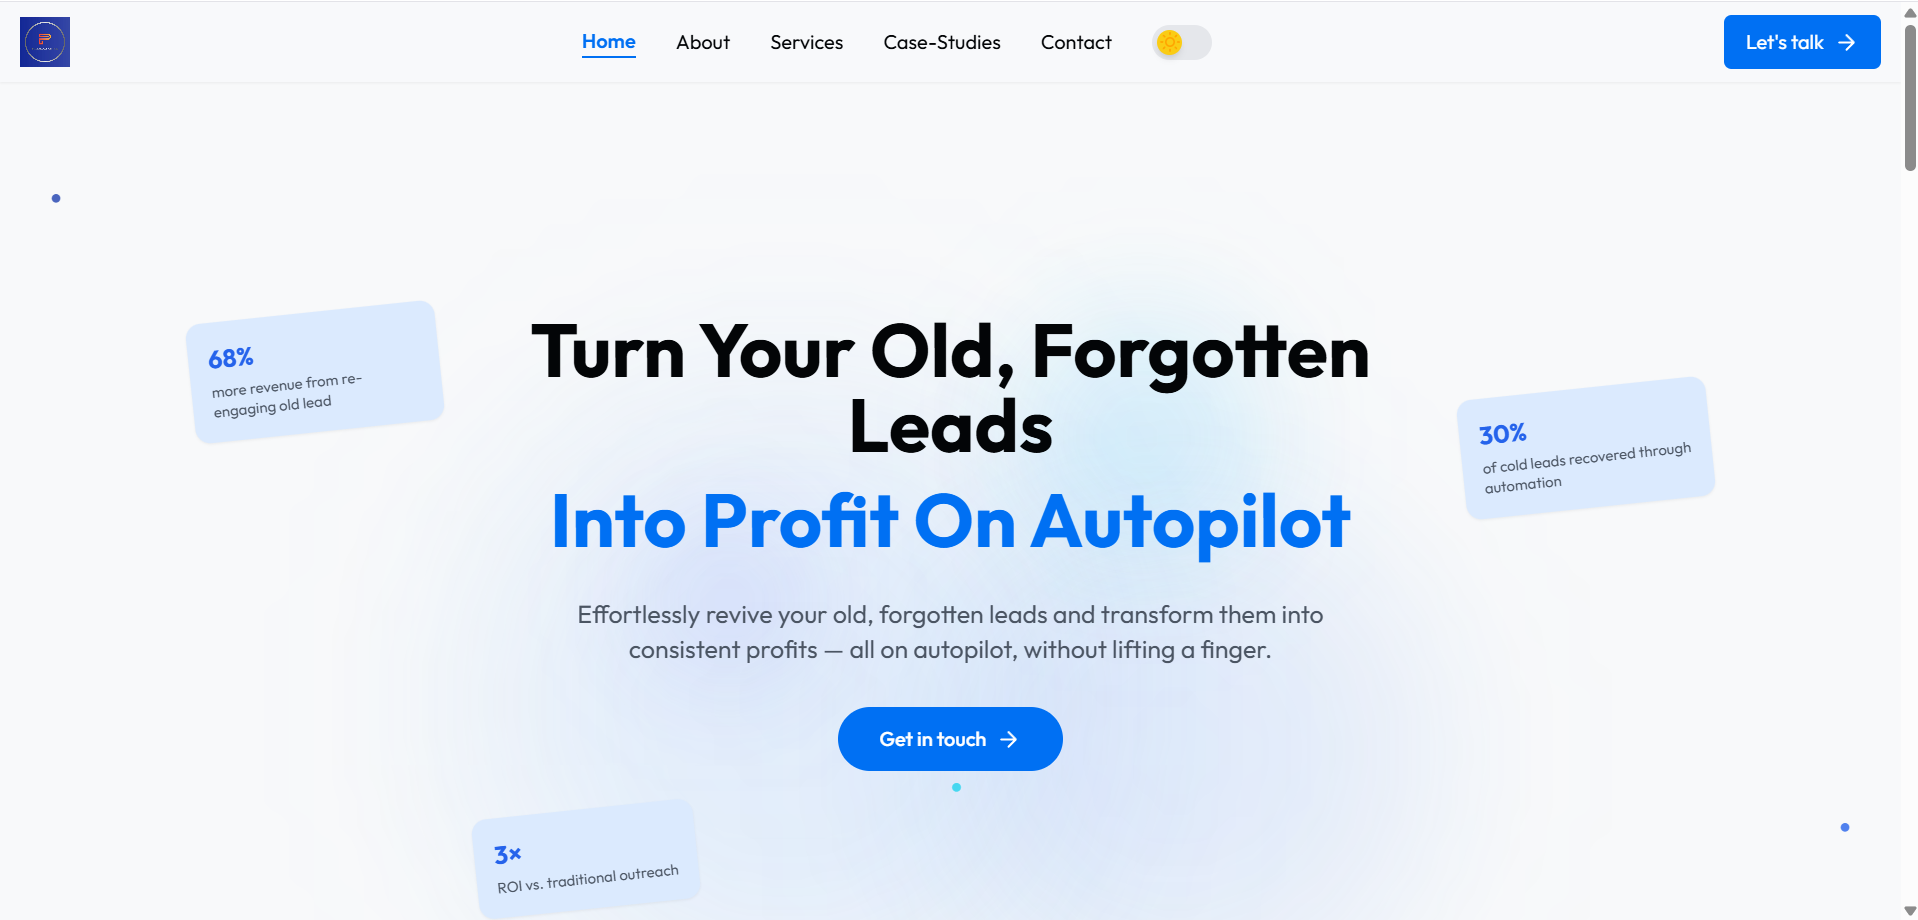 Home
About
Services
Case-Studies
Contact
Let's talk
68%
more revenue from re-
engaging old lead
Turn Your Old, Forgotten
Leads
Into Profit On Autopilot
30%
of cold leads recovered through
automation
Effortlessly revive your old, forgotten leads and transform them into
consistent profits — all on autopilot, without lifting a finger.
Get in touch
3×
ROI vs. traditional outreach